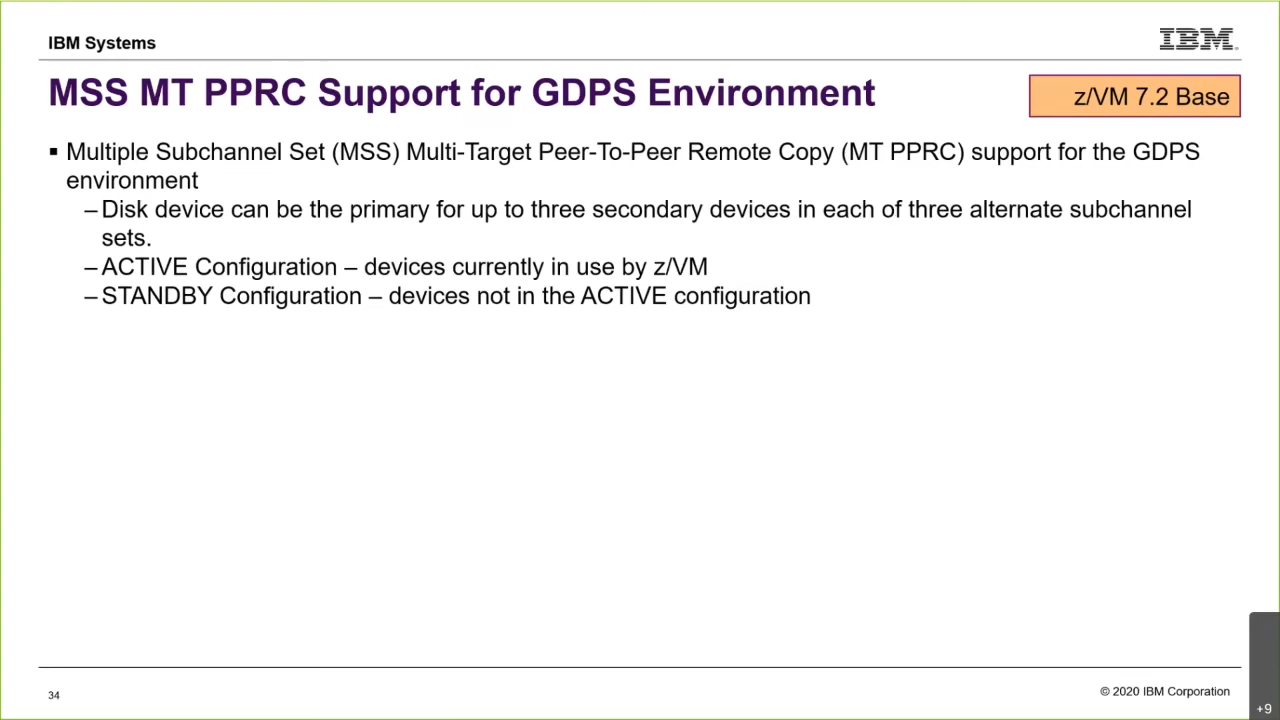 IBM Systems
IBM
MSS MT PPRC Support for GDPS Environment
z/VM 7.2 Base
▪ Multiple Subchannel Set (MSS) Multi-Target Peer-To-Peer Remote Copy (MT PPRC) support for the GDPS
environment
– Disk device can be the primary for up to three secondary devices in each of three alternate subchannel
sets.
– ACTIVE Configuration – devices currently in use by z/VM
– STANDBY Configuration – devices not in the ACTIVE configuration
34
© 2020 IBM Corporation
+9